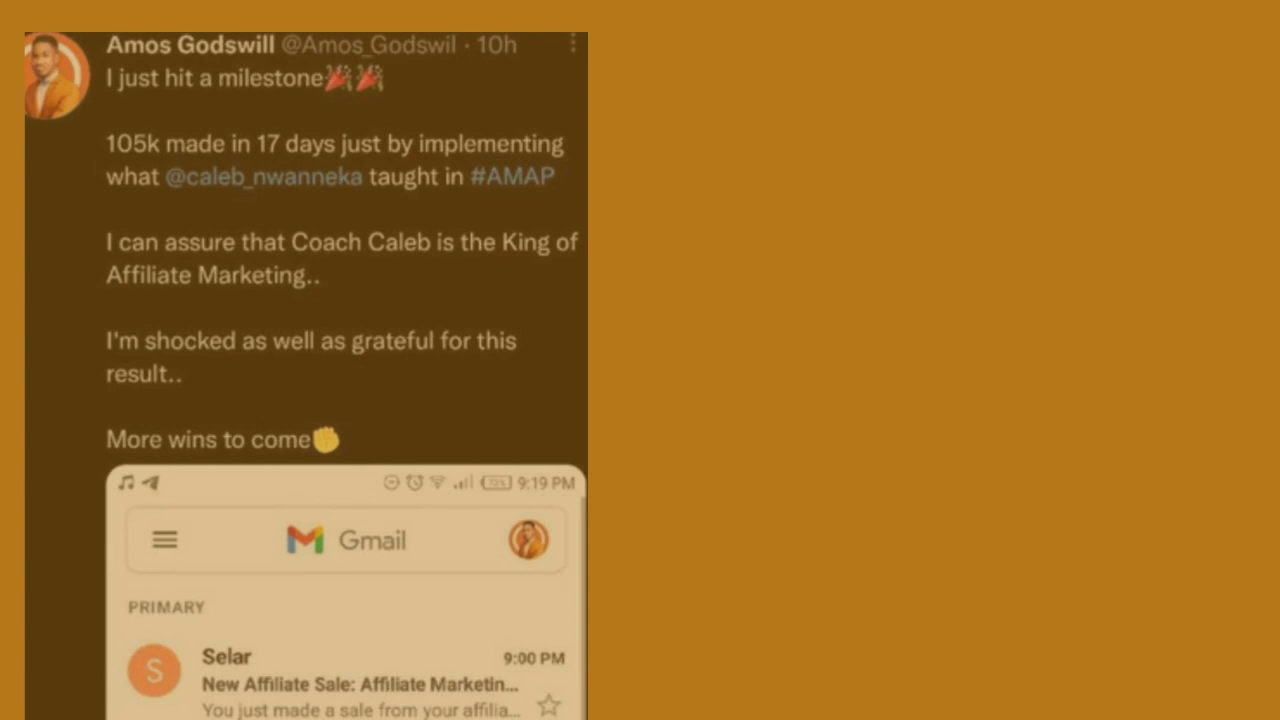 Amos Godswill @Amos_Godswil · 10h
I just hit a milestone🎉🎉
105k made in 17 days just by implementing
what @caleb_nwanneka taught in #AMAP
I can assure that Coach Caleb is the King of
Affiliate Marketing..
I'm shocked as well as grateful for this
result..
More wins to come✊
72% 9:19 PM
Gmail
PRIMARY
S
Selar 9:00 PM
New Affiliate Sale: Affiliate Marketin...
You just made a sale from your affilia...